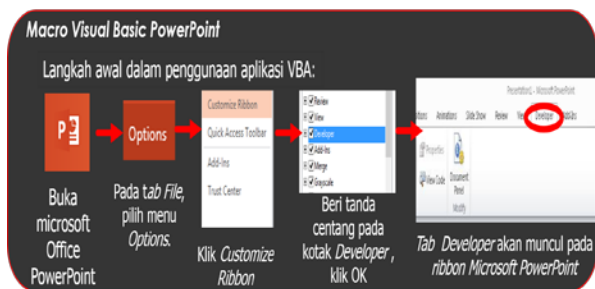 Macro Visual Basic PowerPoint
Langkah awal dalam penggunaan aplikasi VBA:
P
Buka
microsoft
Office
PowerPoint
Options
Pada tab File,
pilih menu
Options.
Customize Ribbon
Quick Access Toolbar
Add-Ins
Trust Center
Klik Customize
Ribbon
Review
View
Developer
Add-Ins
Merge
Grayscale
Beri tanda
centang pada
kotak Developer,
klik OK
Presentation1 - Microsoft PowerPoint
Animations Slide Show Review View Developer Add-Ins
Properties
View Code
Document
Panel
Modify
Tab Developer akan muncul pada
ribbon Microsoft PowerPoint